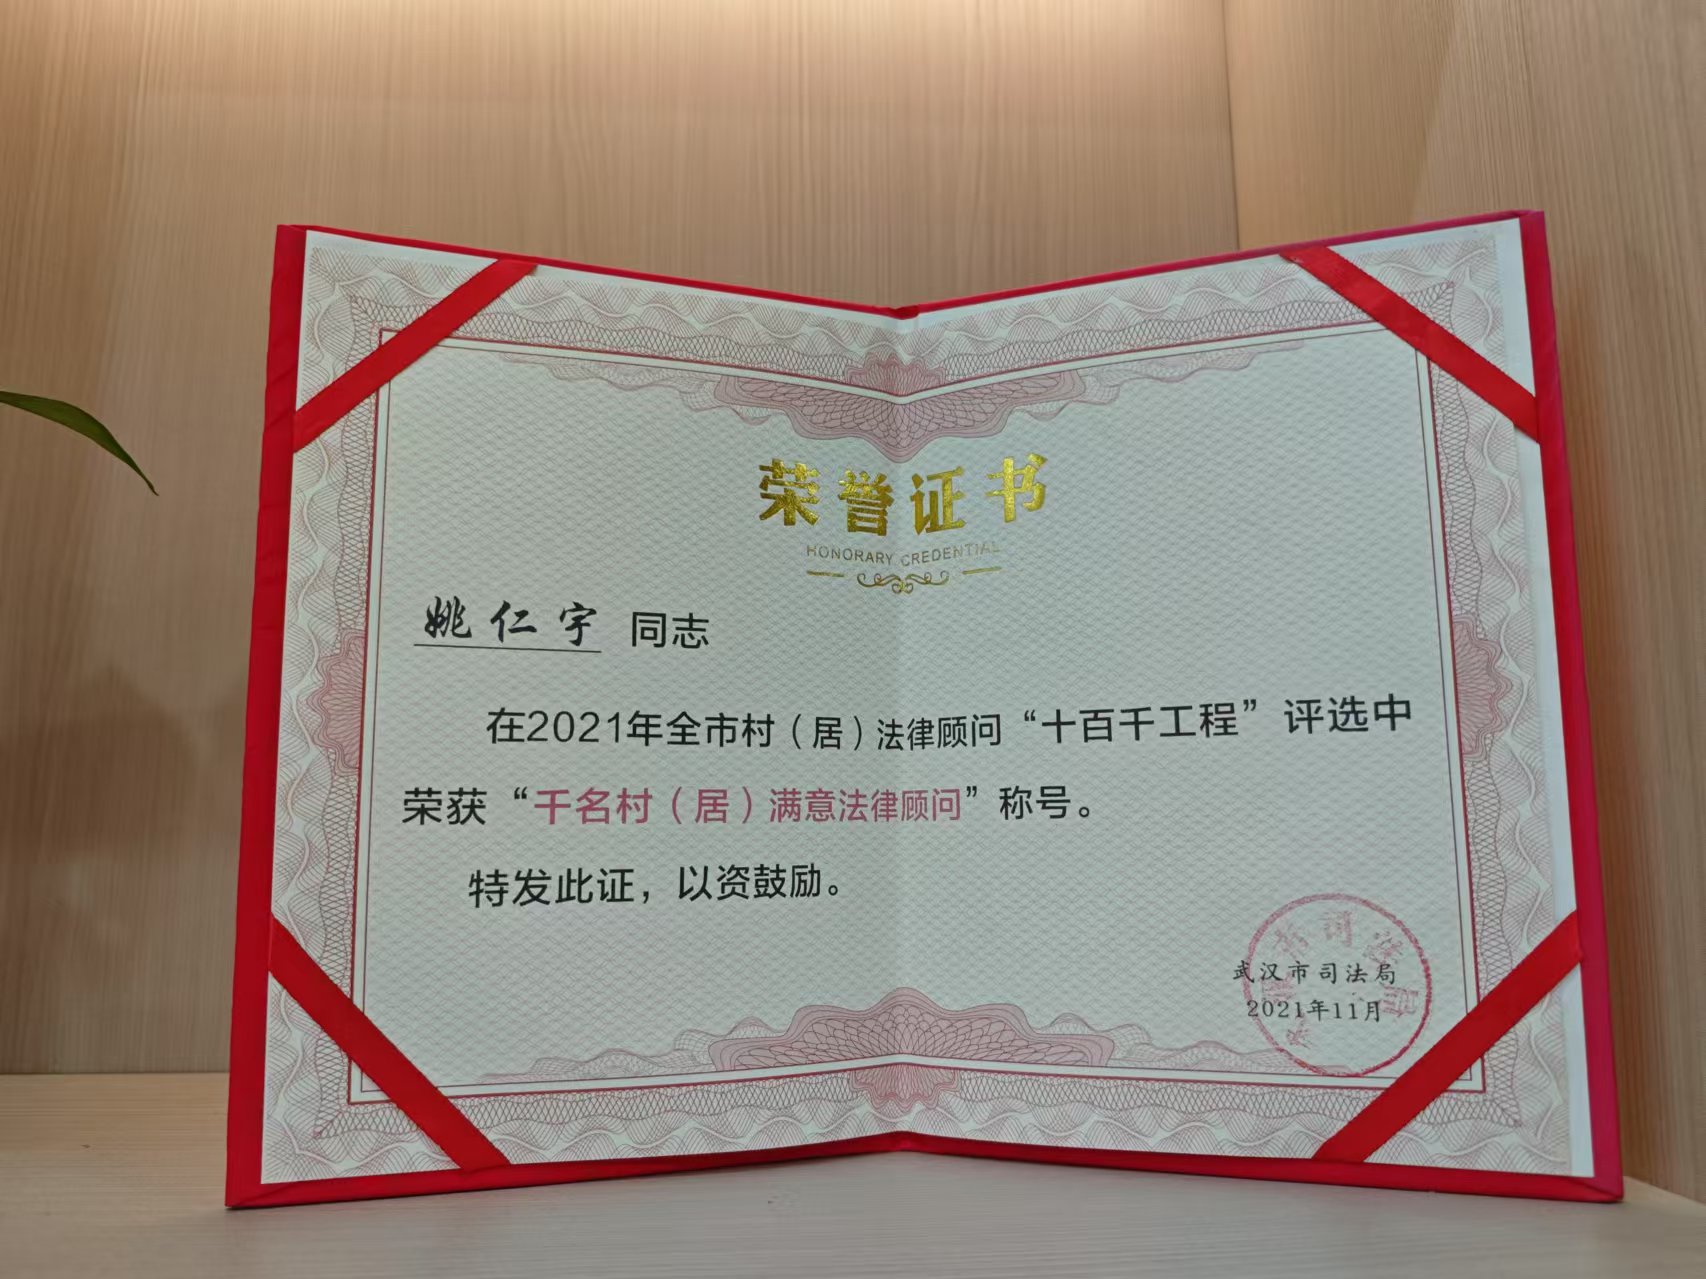 荣誉证书
HONORARY CREDENTIAL
姚仁宇 同志
在2021年全市村（居）法律顾问“十百千工程”评选中
荣获“千名村（居）满意法律顾问”称号。
特发此证，以资鼓励。
武汉市司法局
2021年11月